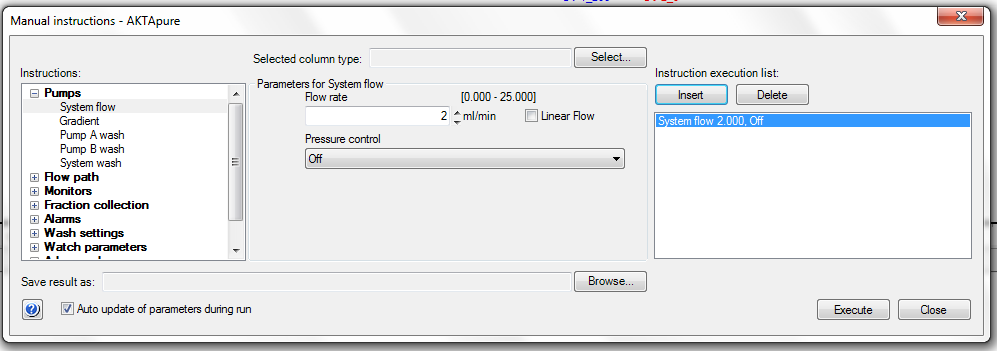 Manual instructions - AKTApure
Selected column type:
Select...
Instructions:
Pumps
System flow
Gradient
Pump A wash
Pump B wash
System wash
Flow path
Monitors
Fraction collection
Alarms
Wash settings
Watch parameters
Parameters for System flow
Flow rate
[0.000 - 25.000]
2 ml/min
Linear Flow
Pressure control
Off
Instruction execution list:
Insert
Delete
System flow 2.000, Off
Save result as:
Browse...
Auto update of parameters during run
Execute
Close